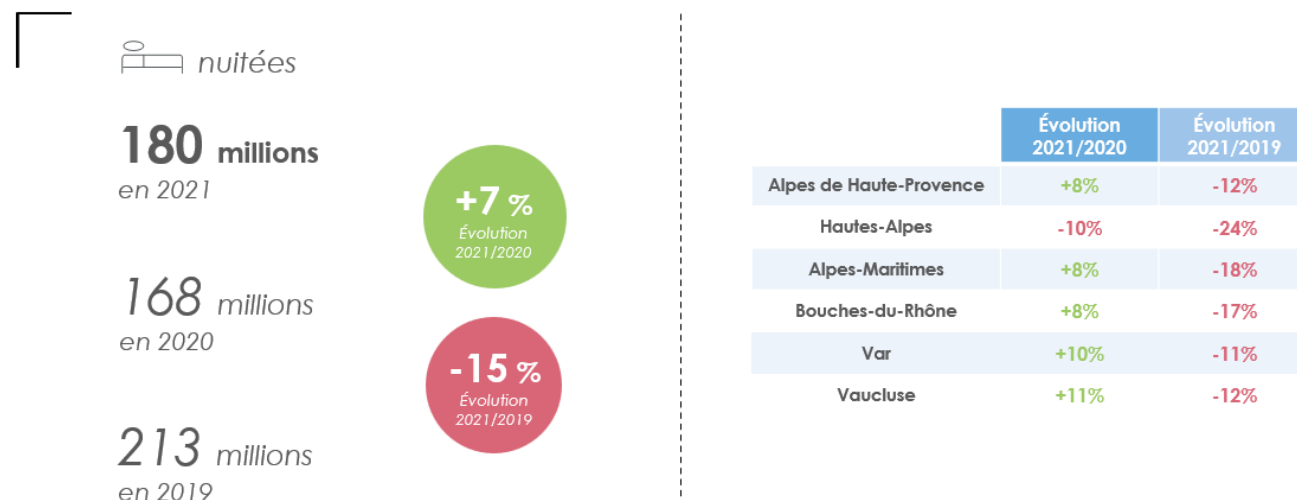 nuitées
180 millions
en 2021
168 millions
en 2020
213 millions
en 2019
+7 %
Évolution
2021/2020
-15 %
Évolution
2021/2019
Évolution 2021/2020 Évolution 2021/2019
Alpes de Haute-Provence +8% -12%
Hautes-Alpes -10% -24%
Alpes-Maritimes +8% -18%
Bouches-du-Rhône +8% -17%
Var +10% -11%
Vaucluse +11% -12%